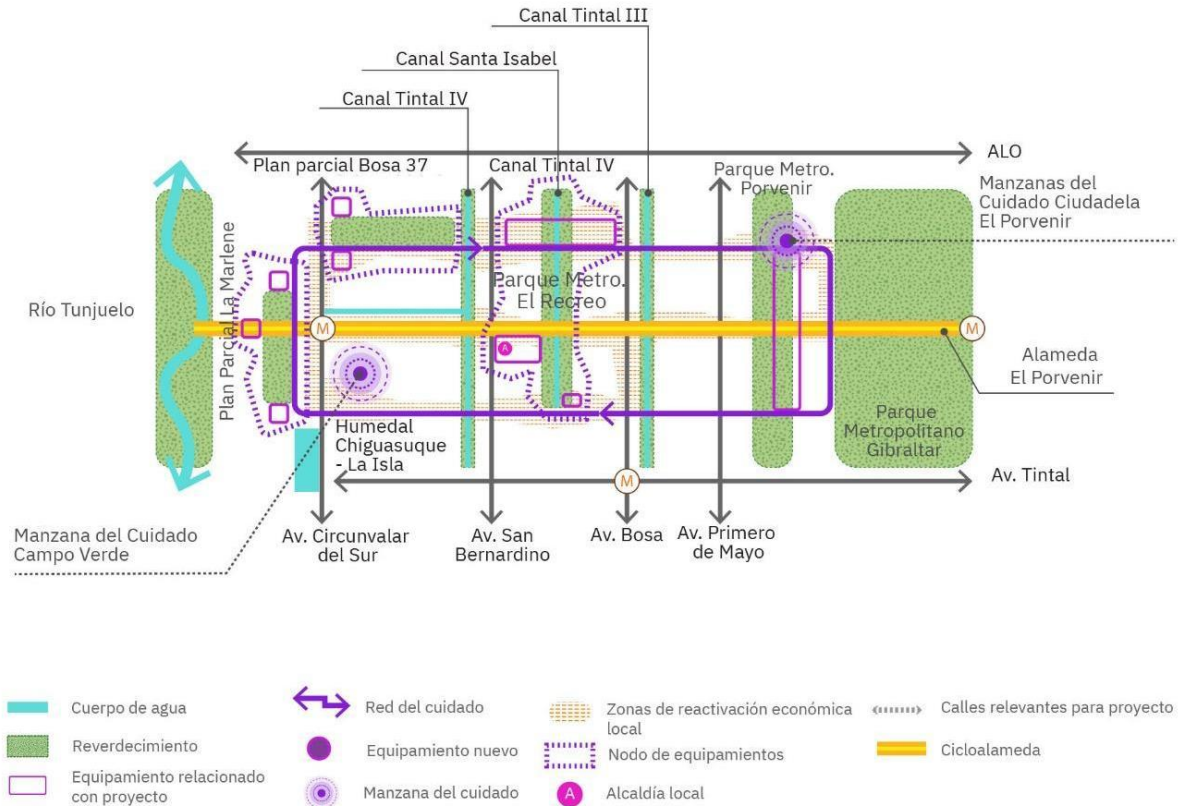 Canal Tintal III
Canal Santa Isabel
Canal Tintal IV
ALO
Plan parcial Bosa 37
Canal Tintal IV
Parque Metro.
Porvenir
Manzanas del
Cuidado Ciudadela
El Porvenir
Río Tunjuelo
Plan Parcial La Marlene
Parque Metro.
El Recreo
M
M
A
Alameda
El Porvenir
Parque
Metropolitano
Gibraltar
Humedal
Chiguasuque
- La Isla
M
Av. Tintal
Manzana del Cuidado
Campo Verde
Av. Circunvalar
del Sur
Av. San
Bernardino
Av. Bosa
Av. Primero
de Mayo
Cuerpo de agua
Reverdecimiento
Equipamiento relacionado
con proyecto
Red del cuidado
Equipamiento nuevo
Manzana del cuidado
Zonas de reactivación económica
local
Nodo de equipamientos
A
Alcaldía local
Calles relevantes para proyecto
Cicloalameda